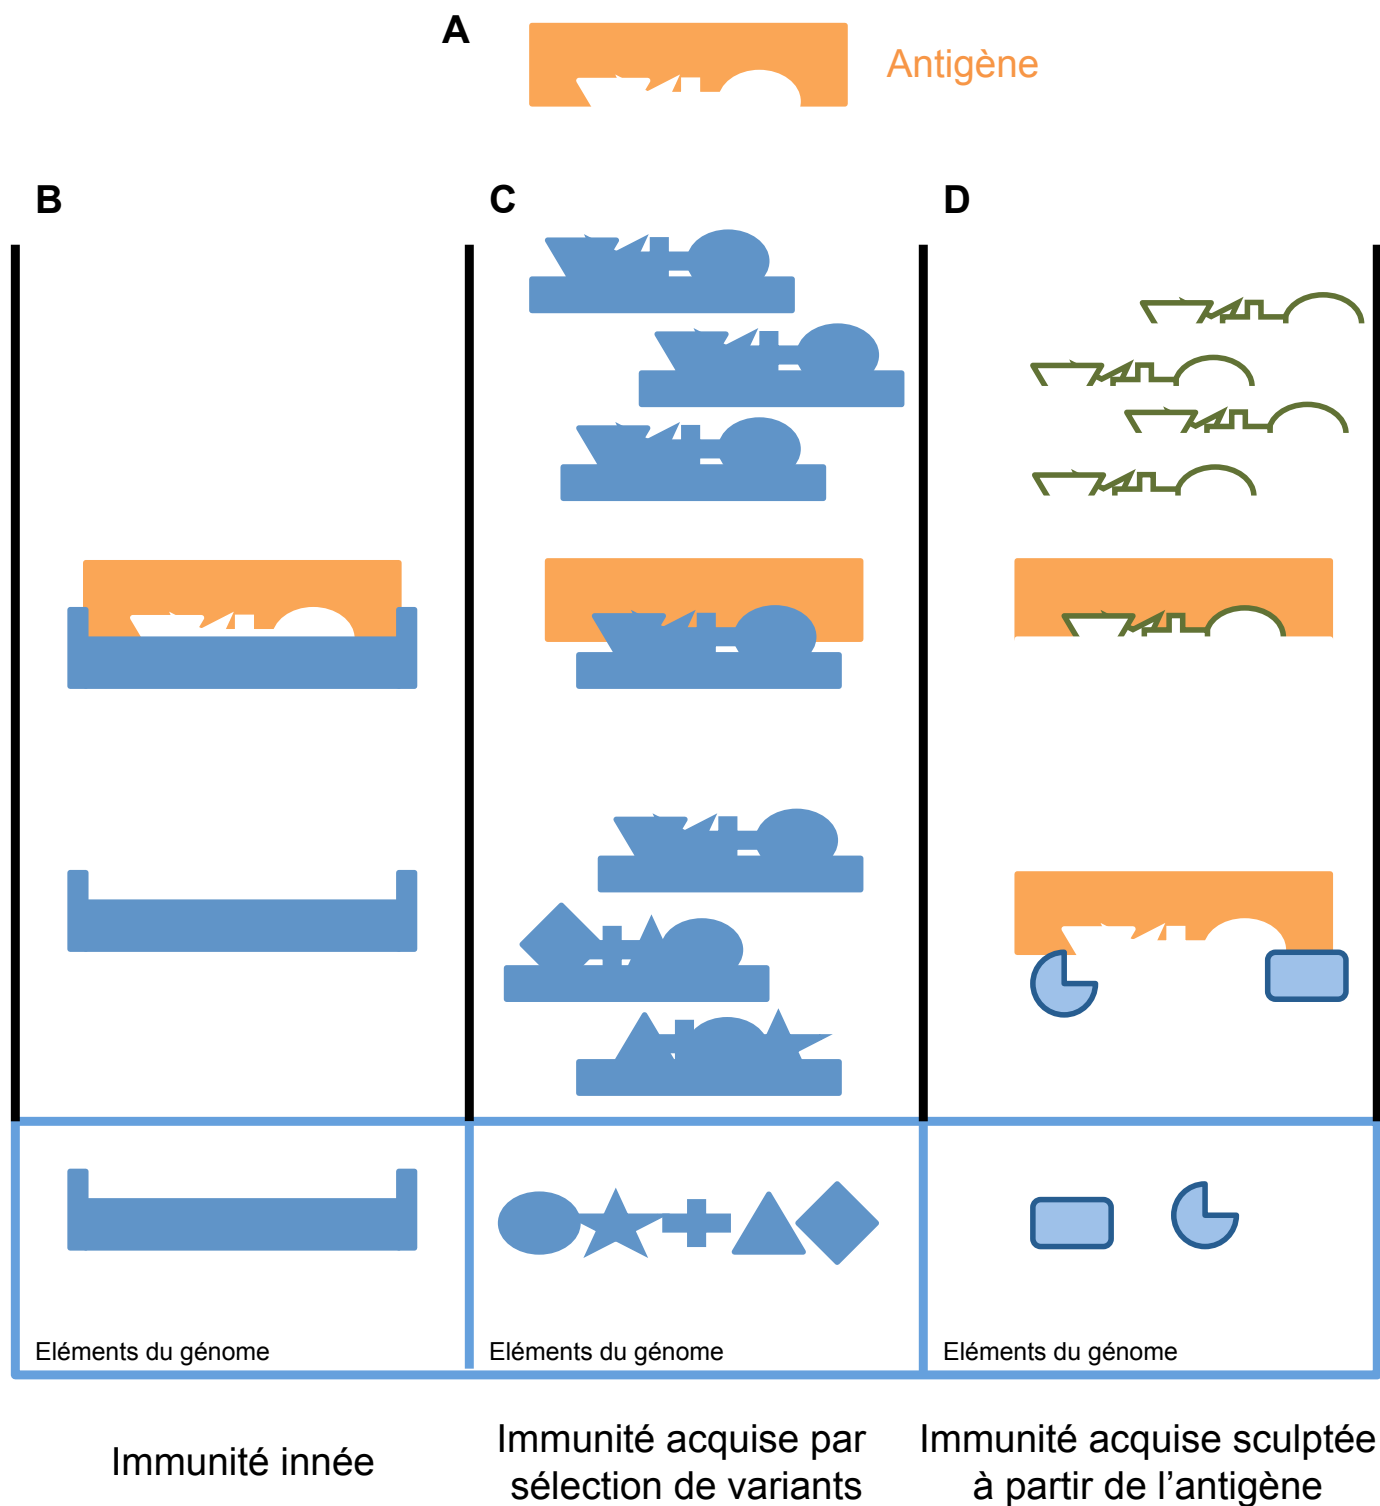 A
Antigène
B
C
D
Eléments du génome
Eléments du génome
Eléments du génome
Immunité innée
Immunité acquise par
sélection de variants
Immunité acquise sculptée
à partir de l’antigène